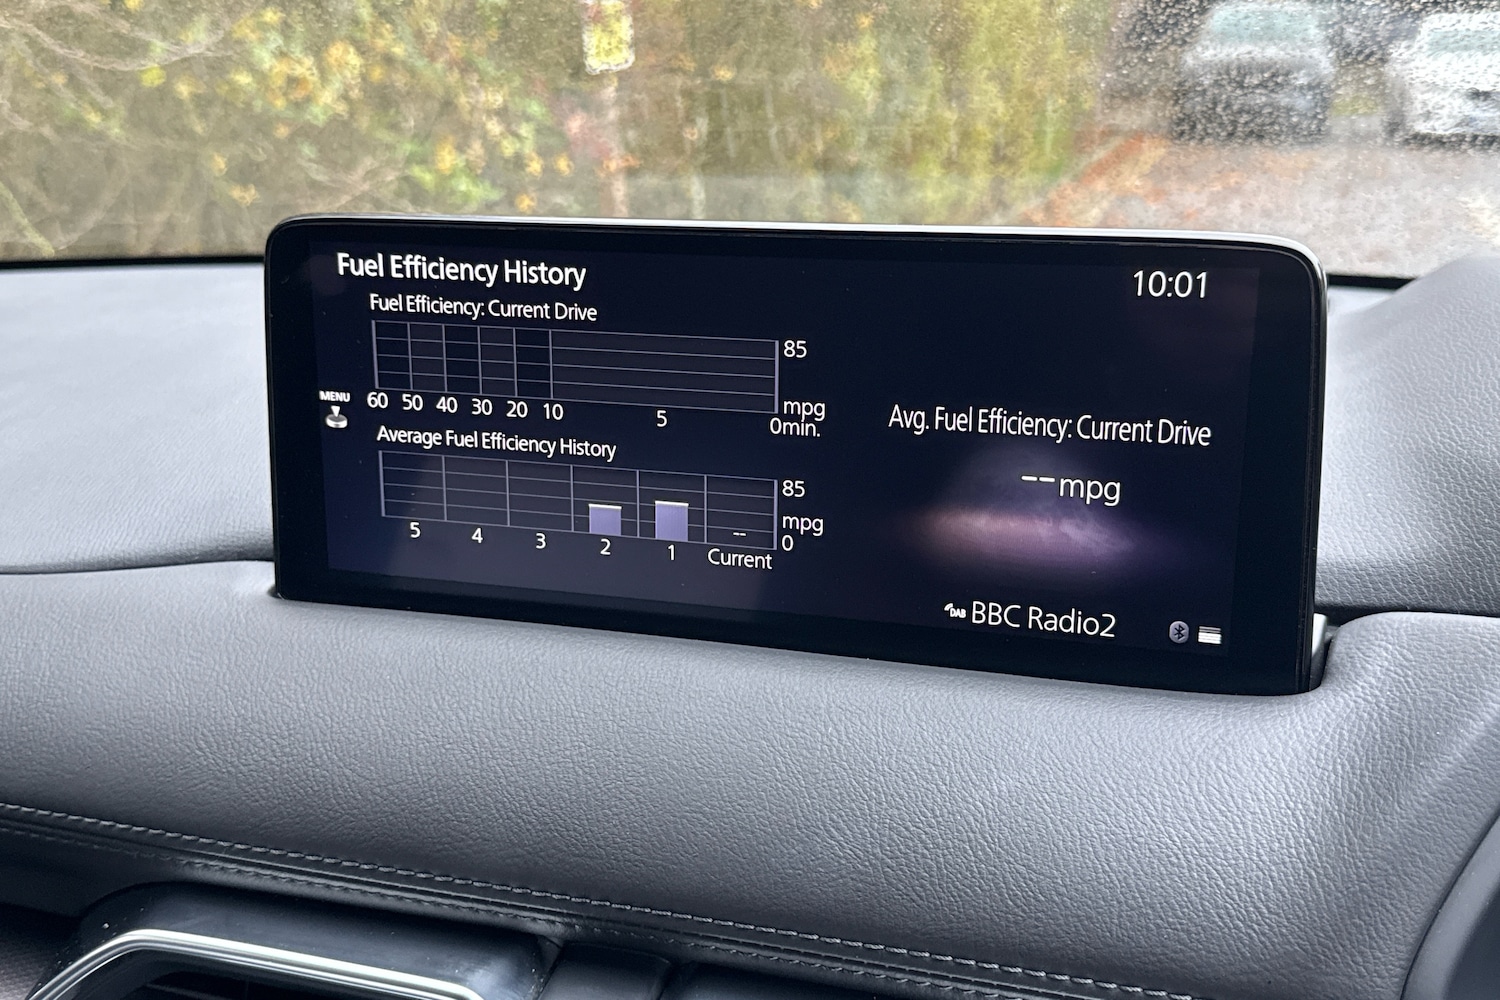 Fuel Efficiency History
10:01
Fuel Efficiency: Current Drive
85
mpg
60 50 40 30 20 10 5 0min.
MENU
Average Fuel Efficiency History
85
mpg
0
5 4 3 2 1 Current
--
Avg. Fuel Efficiency: Current Drive
--mpg
DAB BBC Radio2